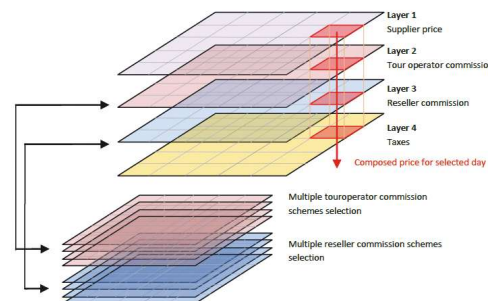 Layer 1
Supplier price
Layer 2
Tour operator commissio
Layer 3
Reseller commission
Layer 4
Taxes
Composed price for selected day
Multiple touroperator commission
schemes selection
Multiple reseller commission schemes
selection